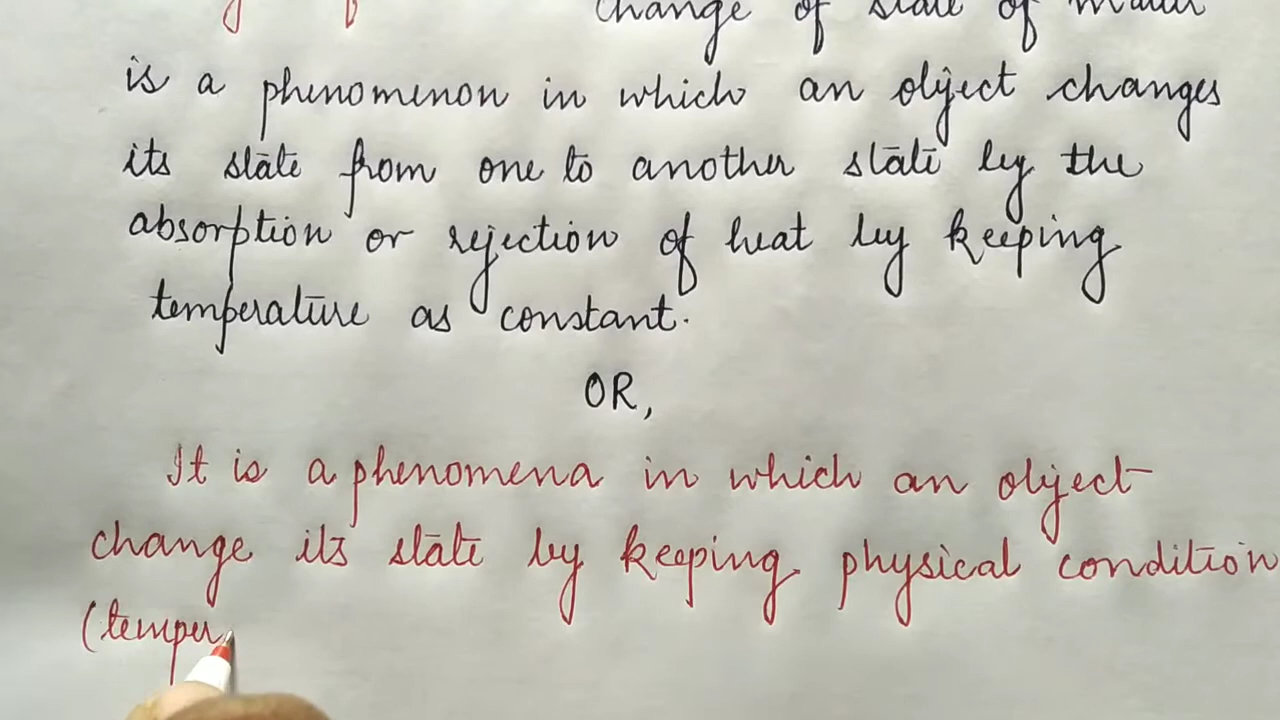 change of state of matter
is a phenomenon in which an object changes
its state from one to another state by the
absorption or rejection of heat by keeping
temperature as constant.
OR,
It is a phenomena in which an object
change its state by keeping physical condition
(temper